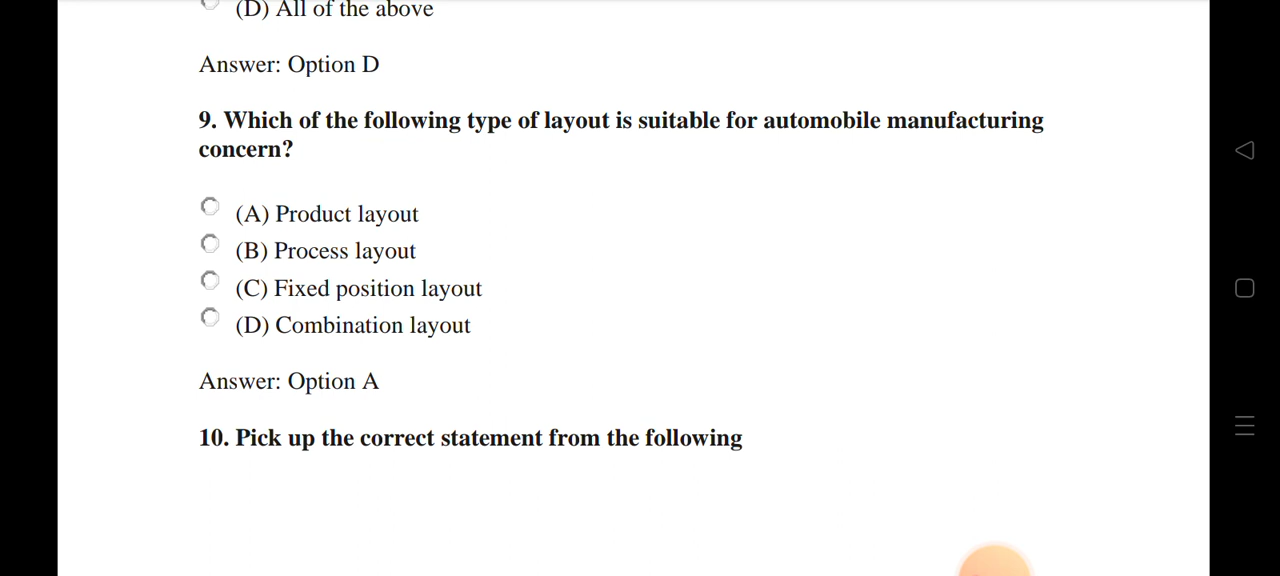 (D) All of the above
Answer: Option D
9. Which of the following type of layout is suitable for automobile manufacturing
concern?
(A) Product layout
(B) Process layout
(C) Fixed position layout
(D) Combination layout
Answer: Option A
10. Pick up the correct statement from the following